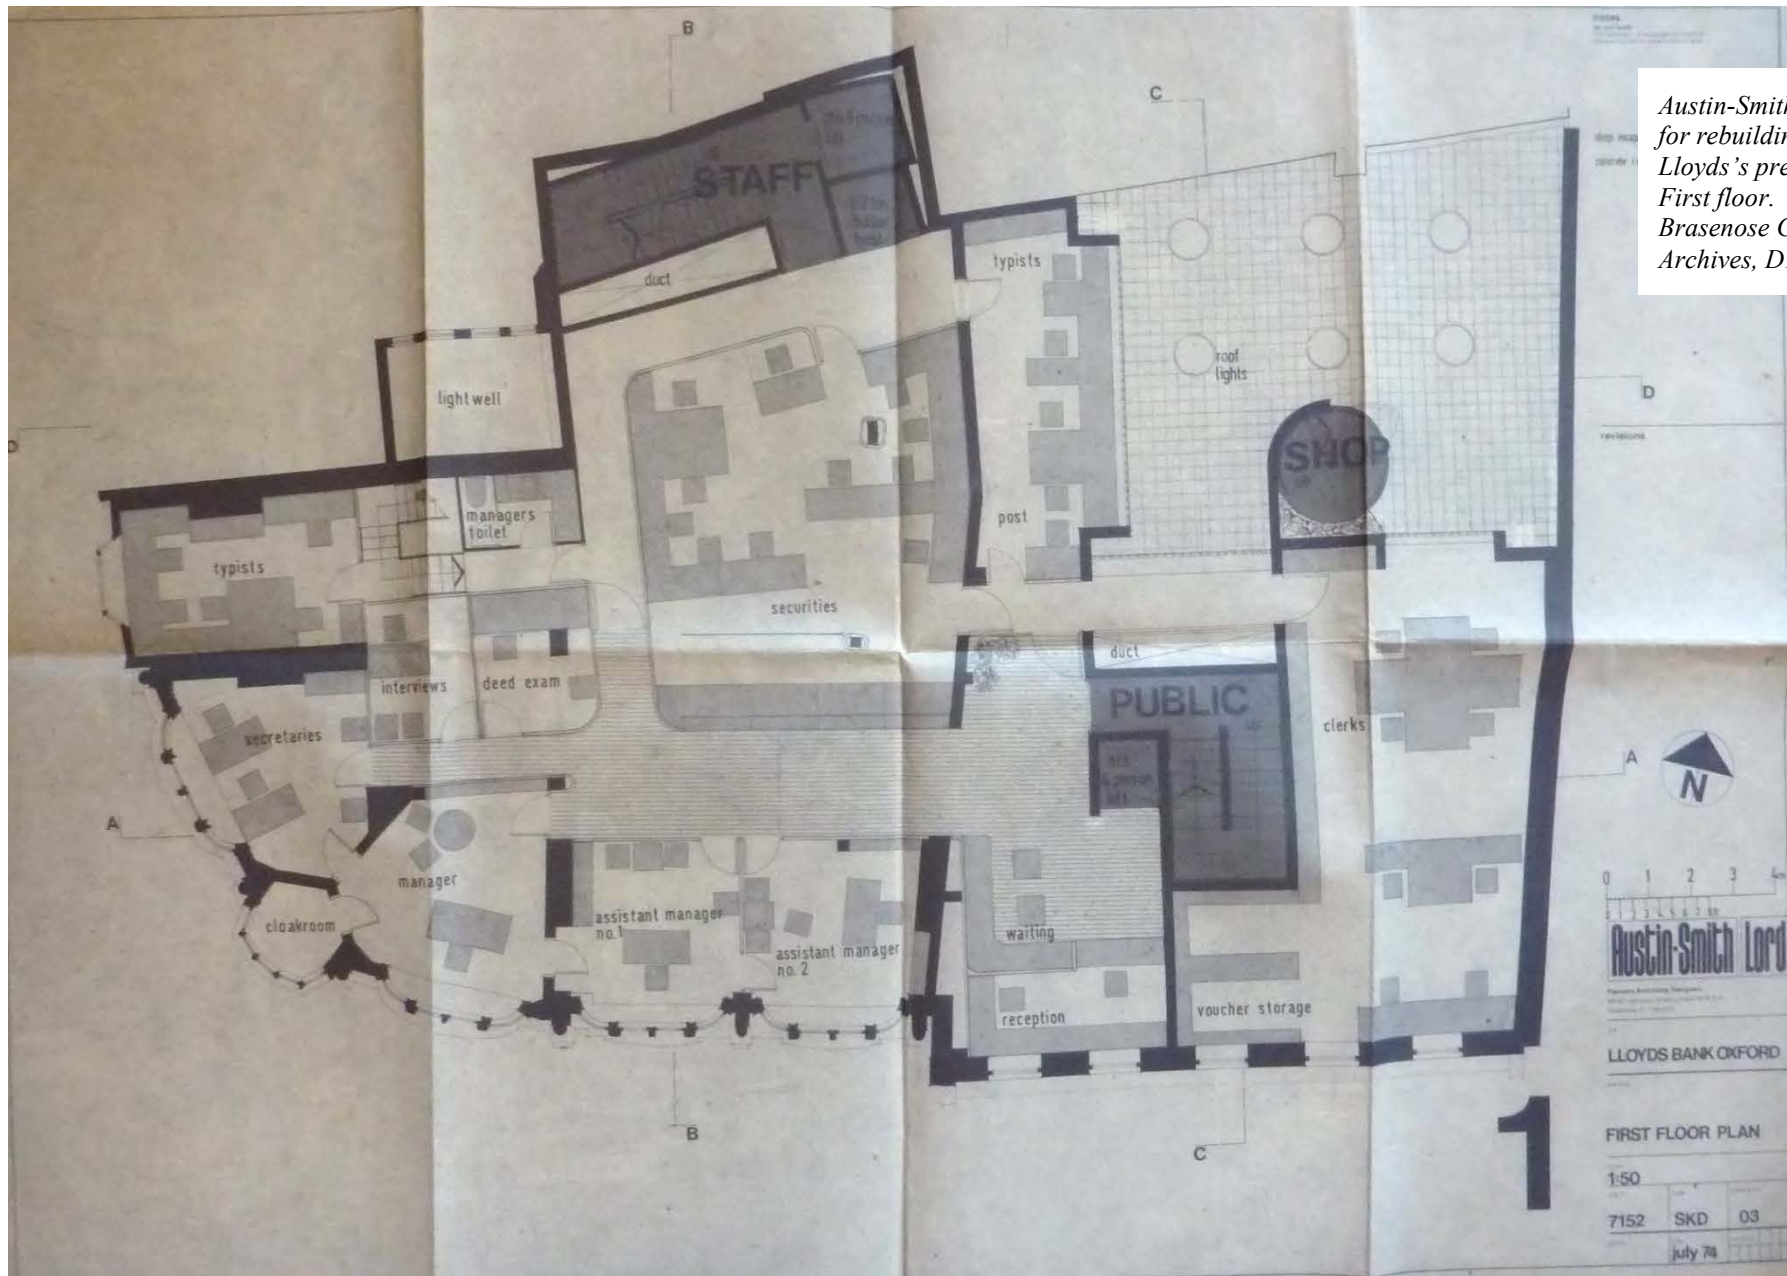 notes
B
C
Austin-Smith
for rebuildin
Lloyds's pre
First floor.
Brasenose C
Archives, D
STAFF
duct
typists
roof
lights
lightwell
D
D
revisions
SHOP
managers
toilet
post
typists
securities
duct
interviews
deed exam
PUBLIC
clerks
secretaries
A
A
N
manager
cloakroom
assistant manager
no.1
assistant manager
no. 2
waiting
reception
voucher storage
0 1 2 3 4m
Austin-Smith Lord
LLOYDS BANK OXFORD
B
C
1
FIRST FLOOR PLAN
1:50
7152 SKD 03
july 74